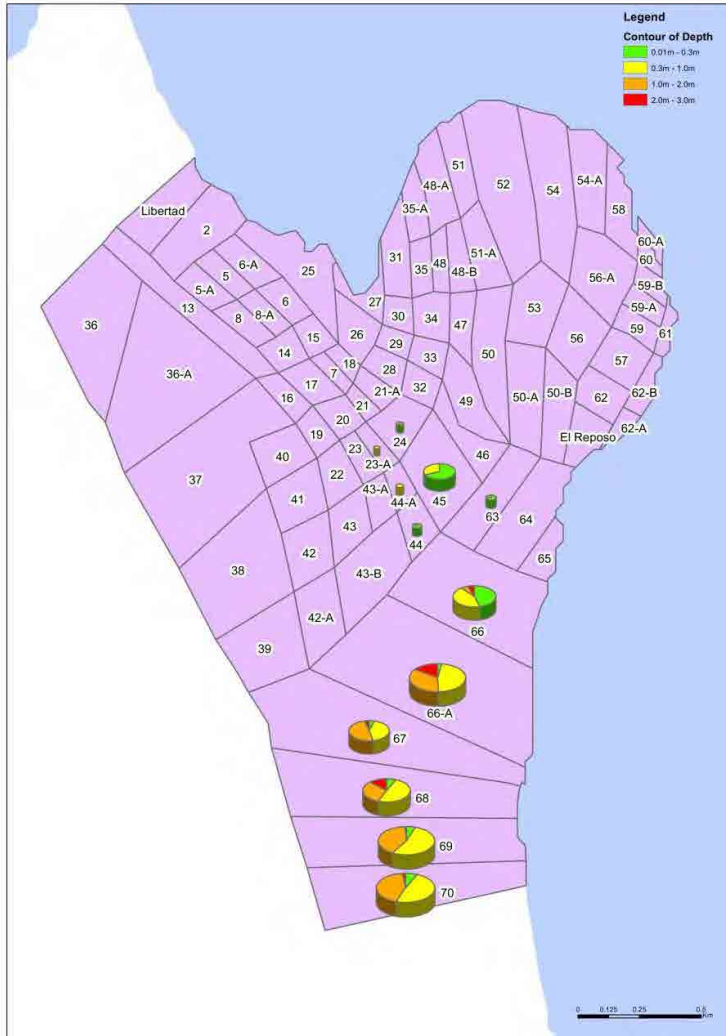 Legend
Contour of Depth
0.01m - 0.3m
0.3m - 1.0m
1.0m - 2.0m
2.0m - 3.0m
51
52
54
54-A
48-A
58
35-A
Libertad
2
60-A
60
51-A
6-A
25
31
35
48
48-B
56-A
59-B
5
5-A
59-A
13
6
27
30
53
8
8-A
34
47
59
61
36
26
56
15
29
50
14
33
57
18
28
36-A
7
32
50-A
50-B
62
62-B
17
21-A
16
49
21
62-A
20
El Reposo
19
23
24
46
40
23-A
22
43-A
44-A
45
41
37
43
63
64
44
42
65
38
43-B
42-A
66
39
66-A
67
68
69
70
0 0.125 0.25 0.5
Km